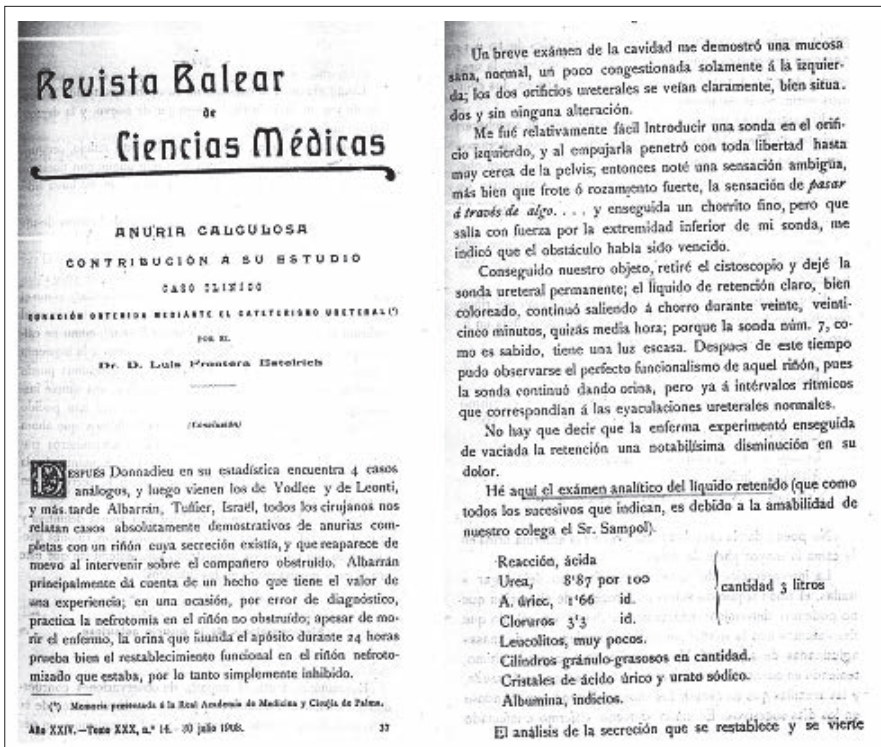 Revista Balear
de
Ciencias Médicas
ANURIA CALCULOSA
CONTRIBUCIÓN Á SU ESTUDIO
CASO CLINICO
CURACIÓN OBTENIDA MEDIANTE EL CATETERISMO URETERAL(*)
POR EL
Dr. D. Luis Frontera Estelrich
(Conclusión)
DESPUÉS Donnadieu en su estadística encuentra 4 casos
análogos, y luego vienen los de Yodlee y de Leonti,
y más tarde Albarrán, Tuñier, Israël, todos los cirujanos nos
relatan casos absolutamente demostrativos de anurias com-
pletas con un riñón cuya secreción existía, y que reaparece de
nuevo al intervenir sobre el compañero obstruido. Albarrán
principalmente dá cuenta de un hecho que tiene el valor de
una experiencia; en una ocasión, por error de diagnóstico,
practica la nefrotomia en el riñón no obstruído; apesar de mo-
rir el enfermo, la orina que inunda el apósito durante 24 horas
prueba bien el restablecimiento funcional en el riñón nefroto-
mizado que estaba, por lo tanto simplemente inhibido.
(*) Memoria presentada á la Real Academia de Medicina y Cirujía de Palma.
Año XXIV.—Tomo XXX, n.º 14. - 30 julio 1908. 37
Un breve exámen de la cavidad me demostró una mucosa
sana, normal, un poco congestionada solamente á la izquier-
da; los dos orificios ureterales se veían claramente, bien situa.
dos y sin ninguna alteración.
Me fué relativamente fácil Introducir una sonda en el orifi-
cio izquierdo, y al empujarla penetró con toda libertad hasta
muy cerca de la pelvis; entonces noté una sensación ambigua,
más bien que frote ó rozamiento fuerte, la sensación de pasar
á través de algo. . . . y enseguida un chorrito fino, pero que
salía con fuerza por la extremidad inferior de mi sonda, me
indicó que el obstáculo había sido vencido.
Conseguido nuestro objeto, retiré el cistoscopio y dejé la
sonda ureteral permanente; el líquido de retención claro, bien
coloreado, continuó saliendo á chorro durante veinte, veinti-
cinco minutos, quizás media hora; porque la sonda núm. 7, co-
mo es sabido, tiene una luz escasa. Despues de este tiempo
pudo observarse el perfecto funcionalismo de aquel riñón, pues
la sonda continuó dando orina, pero ya á intérvalos rítmicos
que correspondían á las eyaculaciones ureterales normales.
No hay que decir que la enferma experimentó enseguida
de vaciada la retención una notabilísima disminución en su
dolor.
Hé aquí el exámen analítico del líquido retenido (que como
todos los sucesivos que indican, es debido a la amabilidad de
nuestro colega el Sr. Sampol).
Reacción, ácida
Urea, 8'87 por 100
A. úrico, 1'66 id.
cantidad 3 litros
Cloruros 3'3 id.
Leucolitos, muy pocos.
Cilindros gránulo-grasosos en cantidad.
Cristales de ácido úrico y urato sódico.
Albumina, indicios.
El análisis de la secreción que se restablece y se vierte